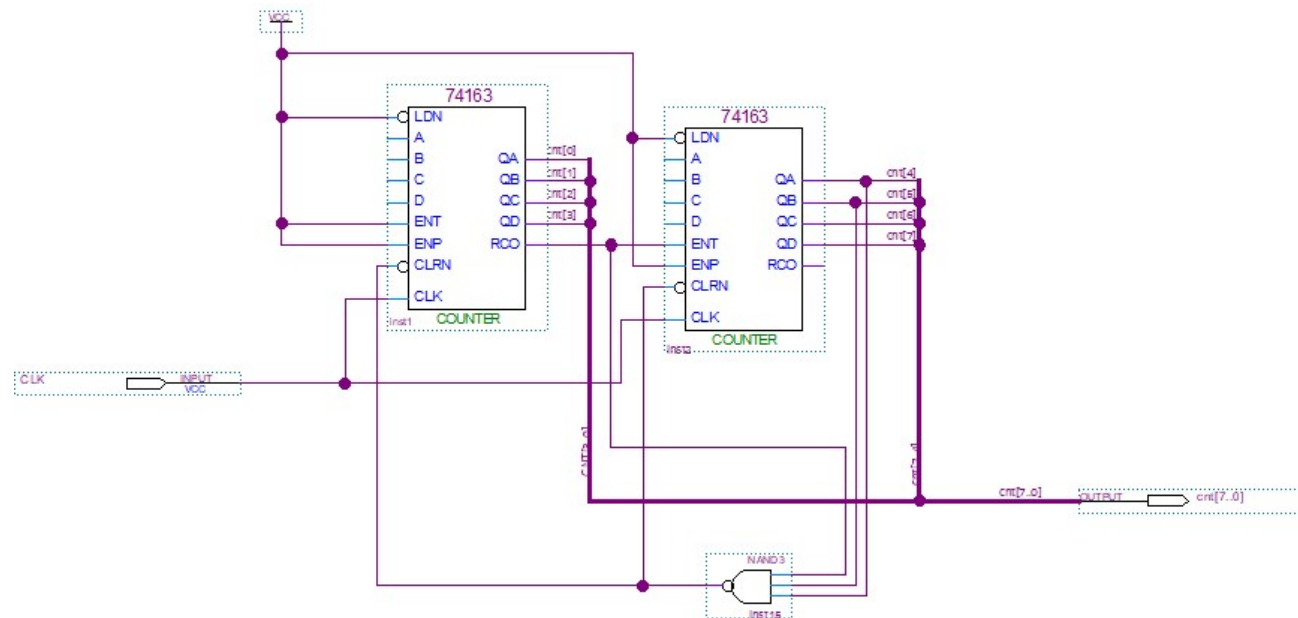 VCC
74163
LDN
A
B
C
D
ENT
ENP
CLRN
CLK
QA
QB
QC
QD
RCO
cnt[0]
cnt[1]
cnt[2]
cnt[3]
inst1
COUNTER
74163
LDN
A
B
C
D
ENT
ENP
CLRN
CLK
QA
QB
QC
QD
RCO
cnt[4]
cnt[5]
cnt[6]
cnt[7]
COUNTER
CLK
INPUT
VCC
cnt[7..0]
OUTPUT
cnt[7..0]
NAND3